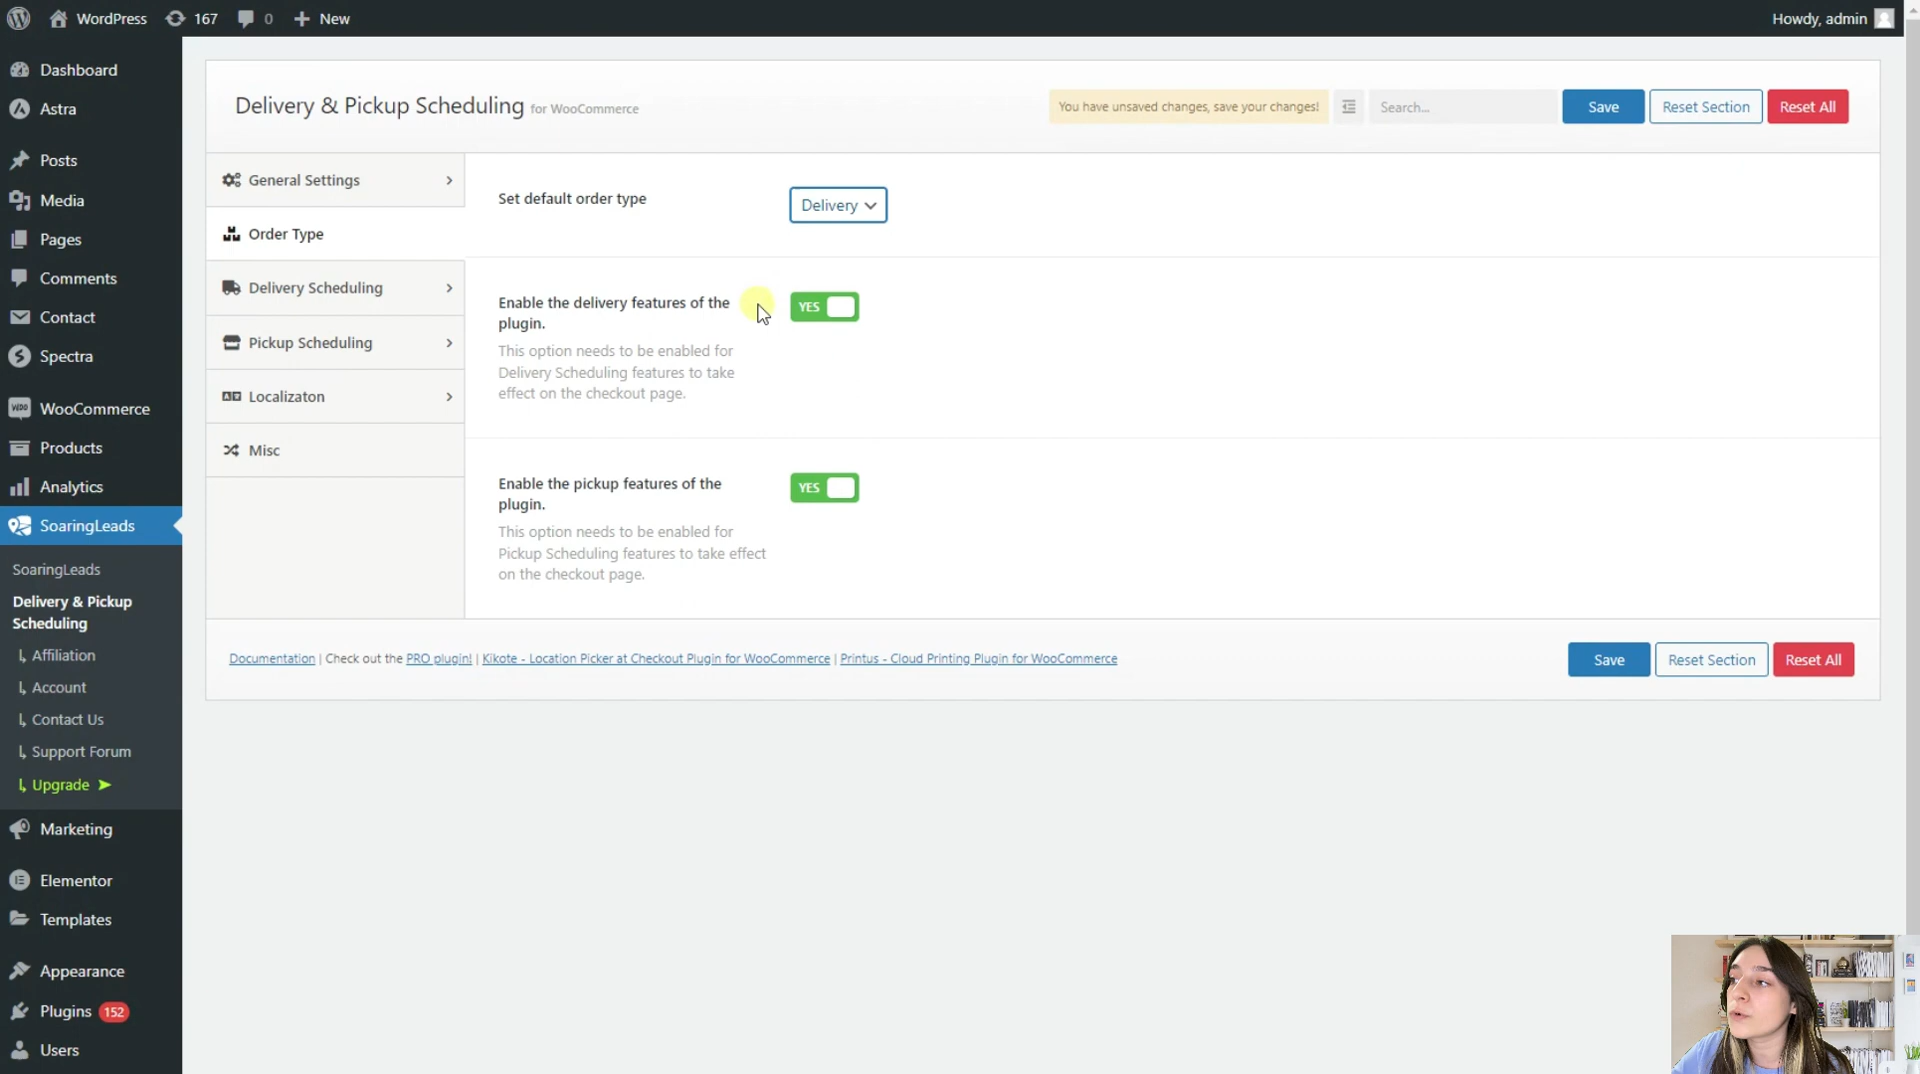 WordPress 167 0 New
Howdy, admin
Dashboard
Astra
Posts
Media
Pages
Comments
Contact
Spectra
WooCommerce
Products
Analytics
SoaringLeads
SoaringLeads
Delivery & Pickup
Scheduling
Affiliation
Account
Contact Us
Support Forum
Upgrade ➤
Marketing
Elementor
Templates
Appearance
Plugins 152
Users
Delivery & Pickup Scheduling for WooCommerce
You have unsaved changes, save your changes!
Search...
Save
Reset Section
Reset All
General Settings
Order Type
Delivery Scheduling
Pickup Scheduling
Localizaton
Misc
Set default order type
Delivery
Enable the delivery features of the
plugin.
YES
This option needs to be enabled for
Delivery Scheduling features to take
effect on the checkout page.
Enable the pickup features of the
plugin.
YES
This option needs to be enabled for
Pickup Scheduling features to take effect
on the checkout page.
Documentation | Check out the PRO plugin! | Kikote - Location Picker at Checkout Plugin for WooCommerce | Printus - Cloud Printing Plugin for WooCommerce
Save
Reset Section
Reset All